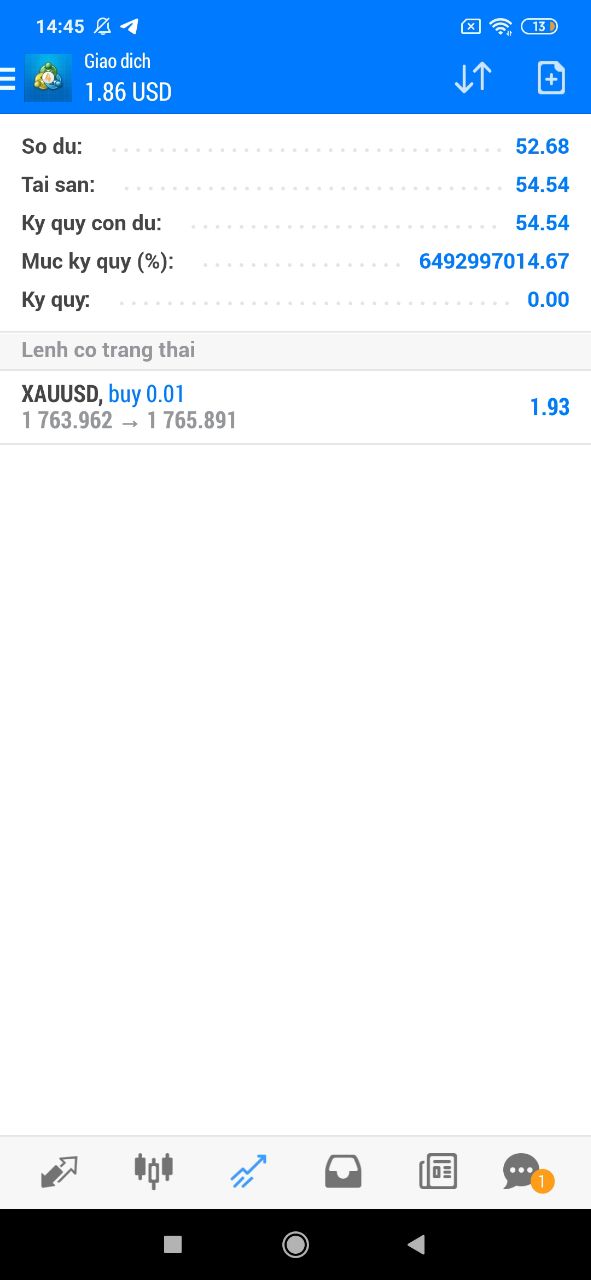 14:45
13
Giao dich
1.86 USD
So du: 52.68
Tai san: 54.54
Ky quy con du: 54.54
Muc ky quy (%): 6492997014.67
Ky quy: 0.00
Lenh co trang thai
XAUUSD, buy 0.01
1 763.962 → 1 765.891
1.93
1